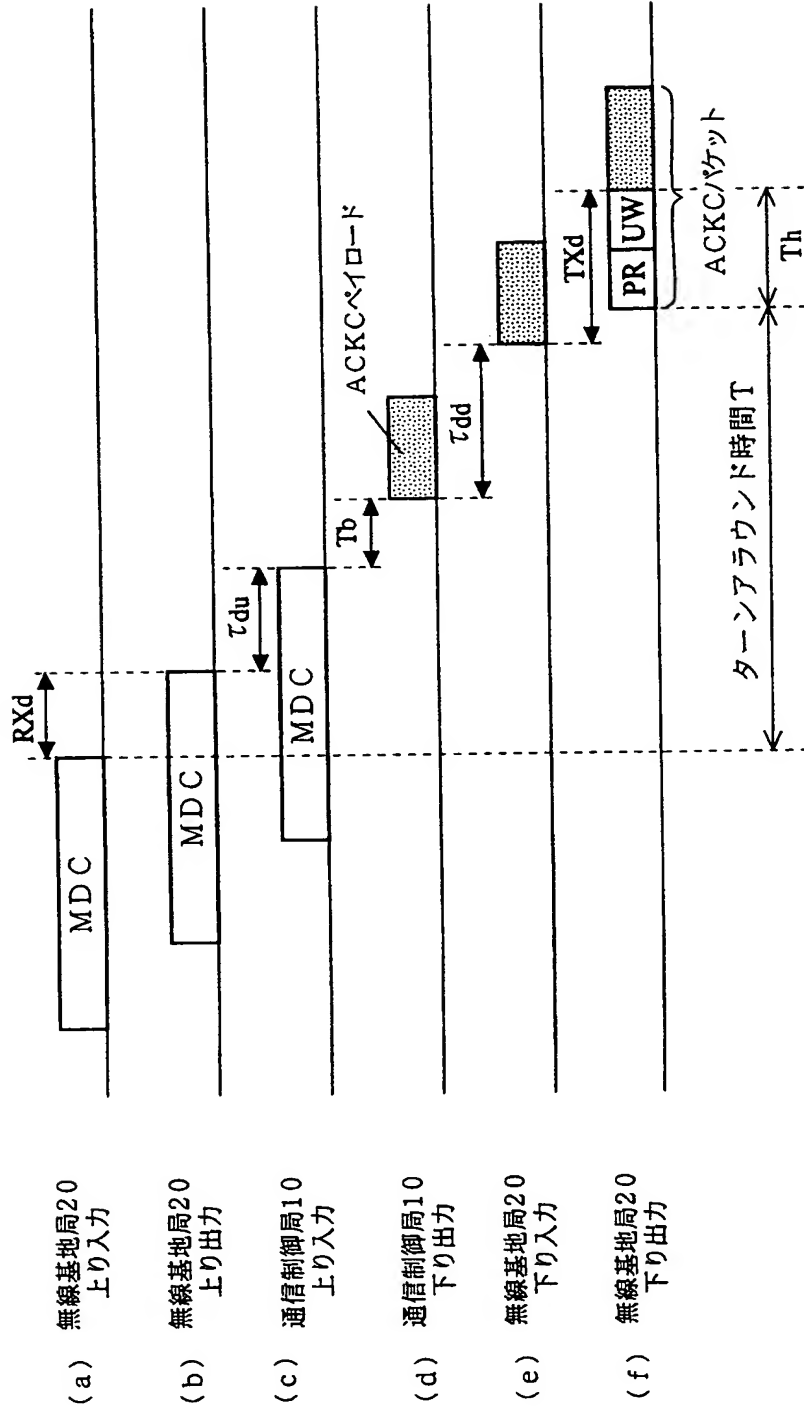 (a) 無線基地局20
上り入力
MDC
RXd
(b) 無線基地局20
上り出力
MDC
τdu
(c) 通信制御局10
上り入力
MDC
Tb
ACKCペイロード
(d) 通信制御局10
下り出力
τdd
(e) 無線基地局20
下り入力
TXd
(f) 無線基地局20
下り出力
PR UW
ACKCパケット
Th
ターンアラウンド時間T